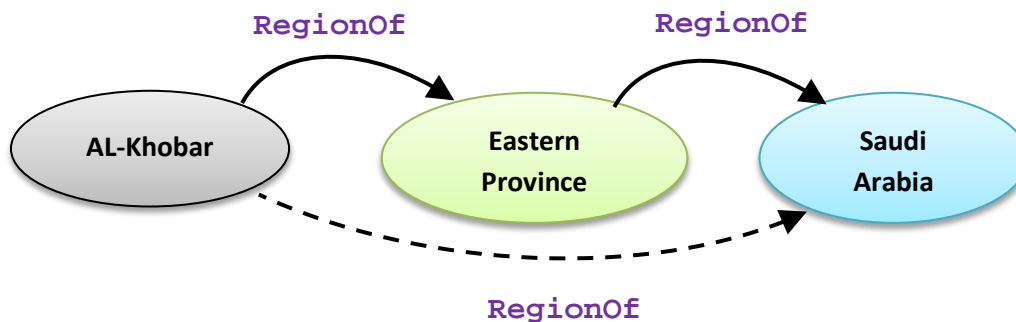 RegionOf
RegionOf
AL-Khobar
Eastern
Province
Saudi
Arabia
RegionOf